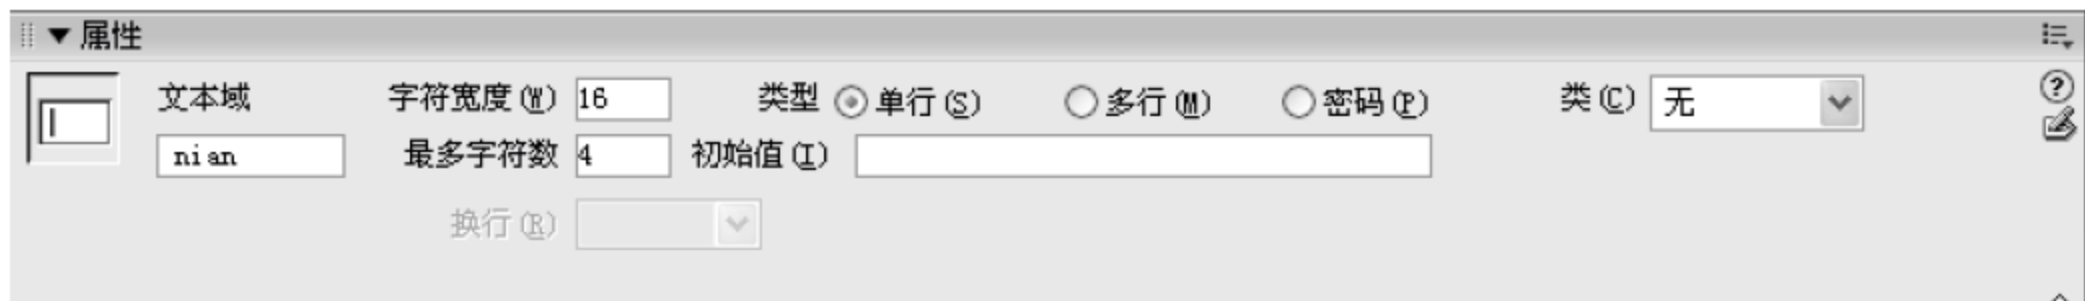 属性
文本域 字符宽度(W) 16 类型 单行(S) 多行(M) 密码(P) 类(C) 无
nian 最多字符数 4 初始值(I)
换行(R)